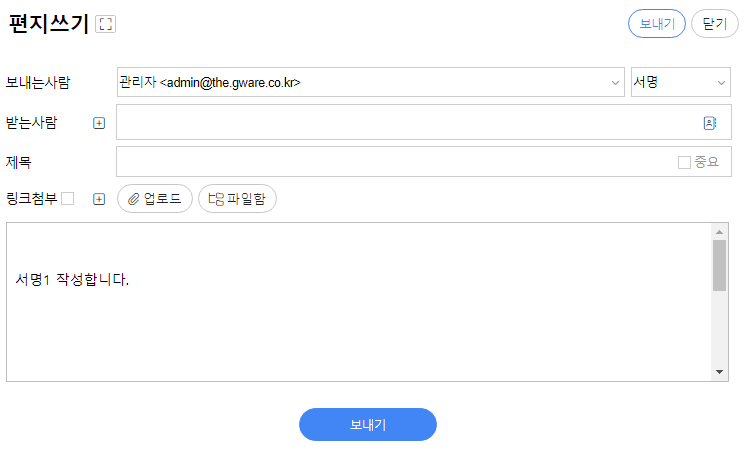 편지쓰기 보내기 닫기
보내는사람 관리자 <admin@the.gware.co.kr> 서명
받는사람
제목 중요
링크첨부 업로드 파일함
서명1 작성합니다.
보내기